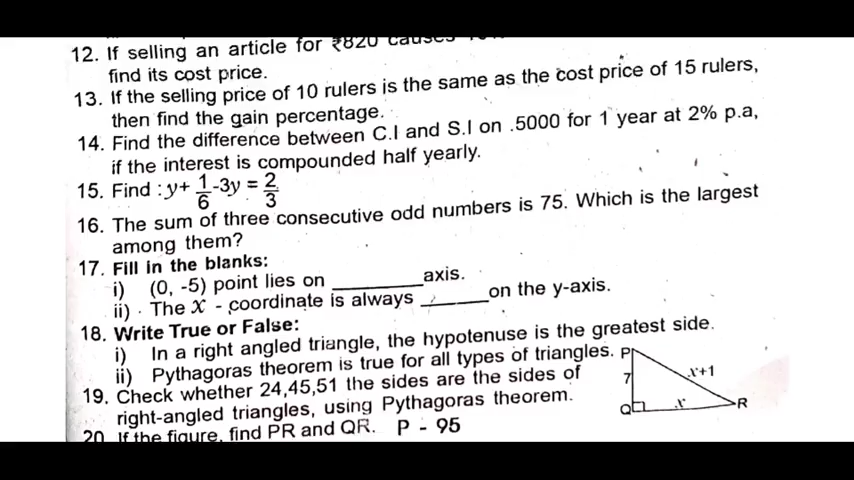 12. If selling an article for ₹820 causes
find its cost price.
13. If the selling price of 10 rulers is the same as the cost price of 15 rulers,
then find the gain percentage.
14. Find the difference between C.I and S.I on .5000 for 1 year at 2% p.a,
if the interest is compounded half yearly.
15. Find : y+ 1/6 -3y = 2/3
16. The sum of three consecutive odd numbers is 75. Which is the largest
among them?
17. Fill in the blanks:
i) (0, -5) point lies on ________ axis.
ii) The x - coordinate is always ______ on the y-axis.
18. Write True or False:
i) In a right angled triangle, the hypotenuse is the greatest side.
ii) Pythagoras theorem is true for all types of triangles.
19. Check whether 24,45,51 the sides are the sides of
right-angled triangles, using Pythagoras theorem.
20. If the figure, find PR and QR. P - 95
P
x+1
7
Q
x
R